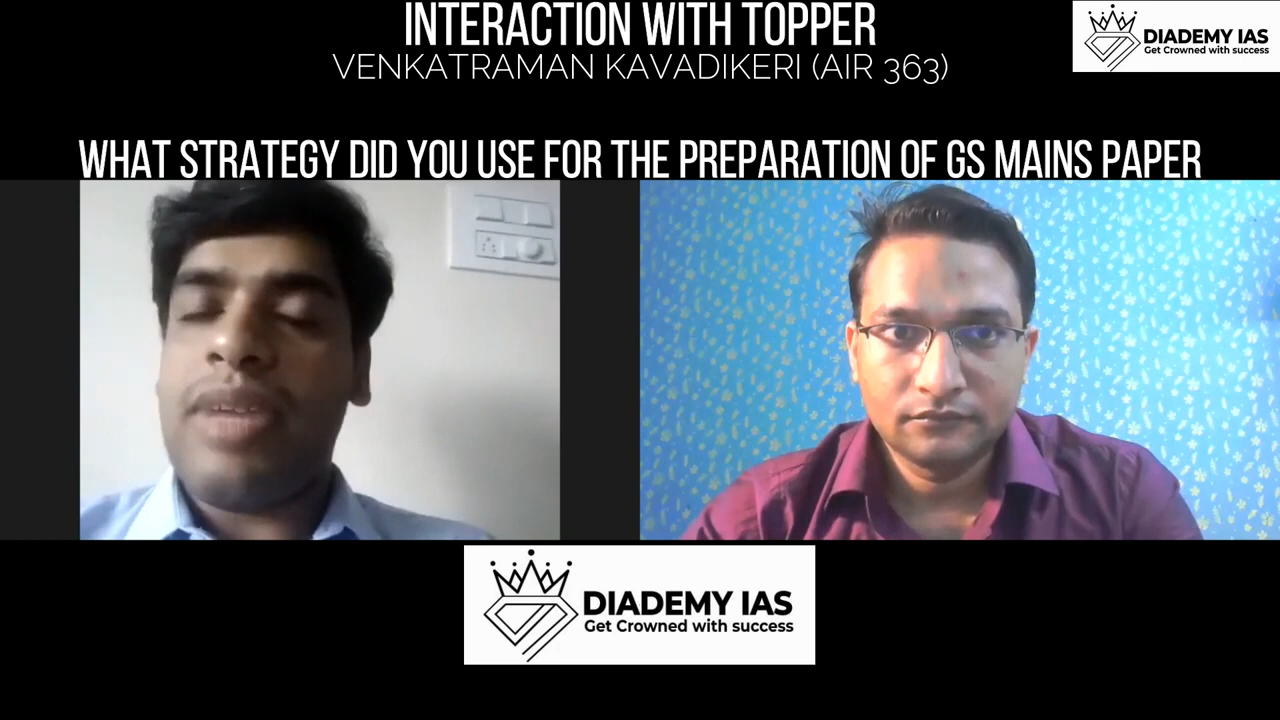 INTERACTION WITH TOPPER
VENKATRAMAN KAVADIKERI (AIR 363)
DIADEMY IAS
Get Crowned with success
WHAT STRATEGY DID YOU USE FOR THE PREPARATION OF GS MAINS PAPER
DIADEMY IAS
Get Crowned with success